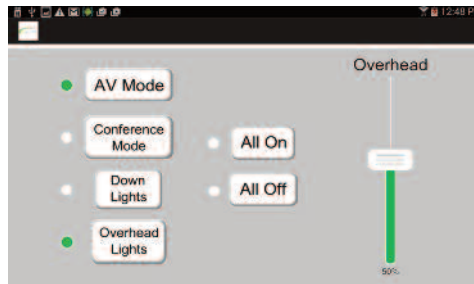 12:48 P
Overhead
AV Mode
Conference
Mode
All On
Down
Lights
All Off
Overhead
Lights
50%